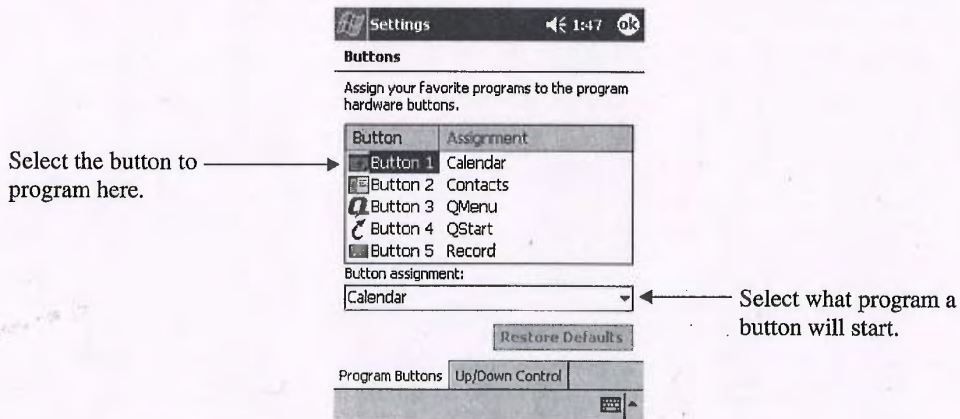 Settings 1:47 ok
Buttons
Assign your favorite programs to the program
hardware buttons.
Button Assignment
Button 1 Calendar
Button 2 Contacts
Button 3 QMenu
Button 4 QStart
Button 5 Record
Button assignment:
Calendar
Restore Defaults
Program Buttons Up/Down Control
Select the button to
program here.
Select what program a
button will start.